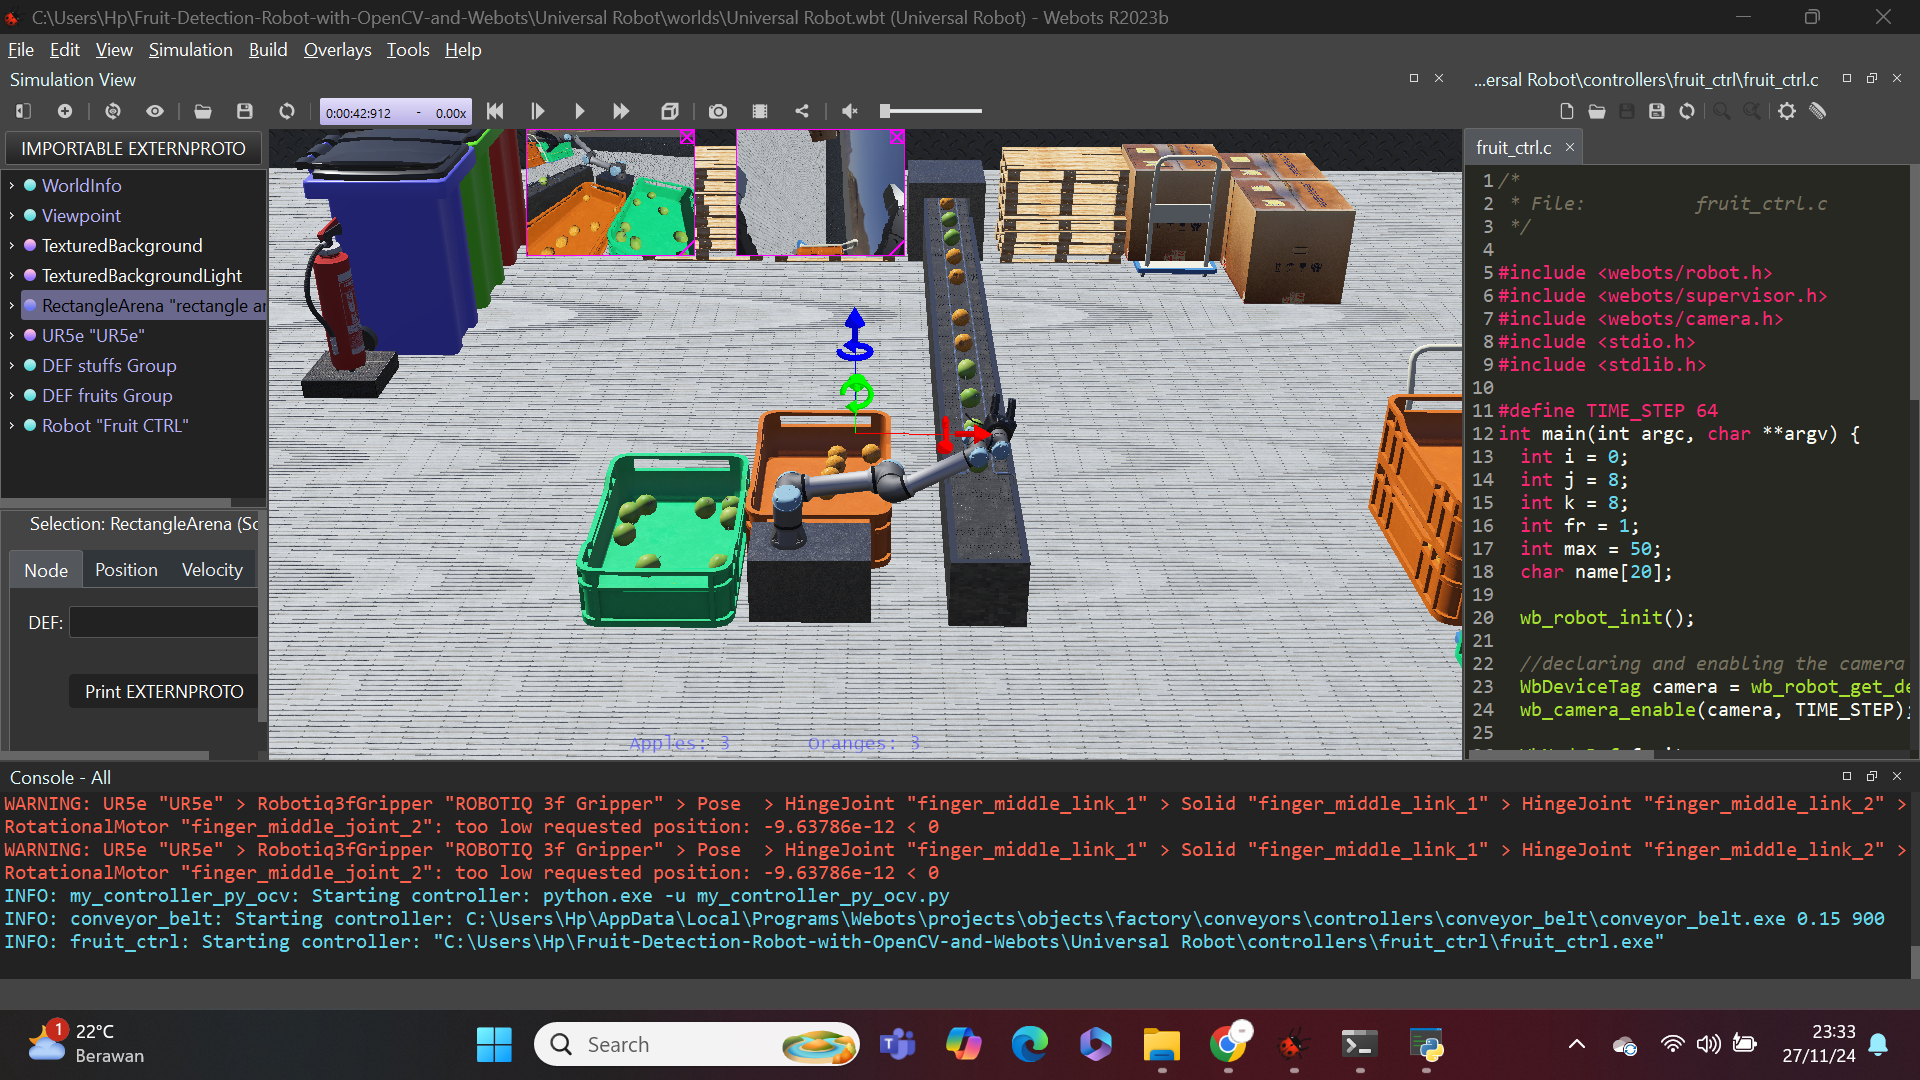 C:\Users\Hp\Fruit-Detection-Robot-with-OpenCV-and-Webots\Universal Robot\worlds\Universal Robot.wbt (Universal Robot) - Webots R2023b
File Edit View Simulation Build Overlays Tools Help
Simulation View
...ersal Robot\controllers\fruit_ctrl\fruit_ctrl.c
0:00:42:912 - 0.00x
IMPORTABLE EXTERNPROTO
WorldInfo
Viewpoint
TexturedBackground
TexturedBackgroundLight
RectangleArena "rectangle ar
UR5e "UR5e"
DEF stuffs Group
DEF fruits Group
Robot "Fruit CTRL"
Selection: RectangleArena (Sc
Node Position Velocity
DEF:
Print EXTERNPROTO
Apples: 3 Oranges: 3
fruit_ctrl.c
1 /*
2 * File: fruit_ctrl.c
3 */
4
5 #include <webots/robot.h>
6 #include <webots/supervisor.h>
7 #include <webots/camera.h>
8 #include <stdio.h>
9 #include <stdlib.h>
10
11 #define TIME_STEP 64
12 int main(int argc, char **argv) {
13 int i = 0;
14 int j = 8;
15 int k = 8;
16 int fr = 1;
17 int max = 50;
18 char name[20];
19
20 wb_robot_init();
21
22 //declaring and enabling the camera
23 WbDeviceTag camera = wb_robot_get_de
24 wb_camera_enable(camera, TIME_STEP);
25
Console - All
WARNING: UR5e "UR5e" > Robotiq3fGripper "ROBOTIQ 3f Gripper" > Pose > HingeJoint "finger_middle_link_1" > Solid "finger_middle_link_1" > HingeJoint "finger_middle_link_2" >
RotationalMotor "finger_middle_joint_2": too low requested position: -9.63786e-12 < 0
WARNING: UR5e "UR5e" > Robotiq3fGripper "ROBOTIQ 3f Gripper" > Pose > HingeJoint "finger_middle_link_1" > Solid "finger_middle_link_1" > HingeJoint "finger_middle_link_2" >
RotationalMotor "finger_middle_joint_2": too low requested position: -9.63786e-12 < 0
INFO: my_controller_py_ocv: Starting controller: python.exe -u my_controller_py_ocv.py
INFO: conveyor_belt: Starting controller: C:\Users\Hp\AppData\Local\Programs\Webots\projects\objects\factory\conveyors\controllers\conveyor_belt\conveyor_belt.exe 0.15 900
INFO: fruit_ctrl: Starting controller: "C:\Users\Hp\Fruit-Detection-Robot-with-OpenCV-and-Webots\Universal Robot\controllers\fruit_ctrl\fruit_ctrl.exe"
1
22°C
Berawan
Search
23:33
27/11/24